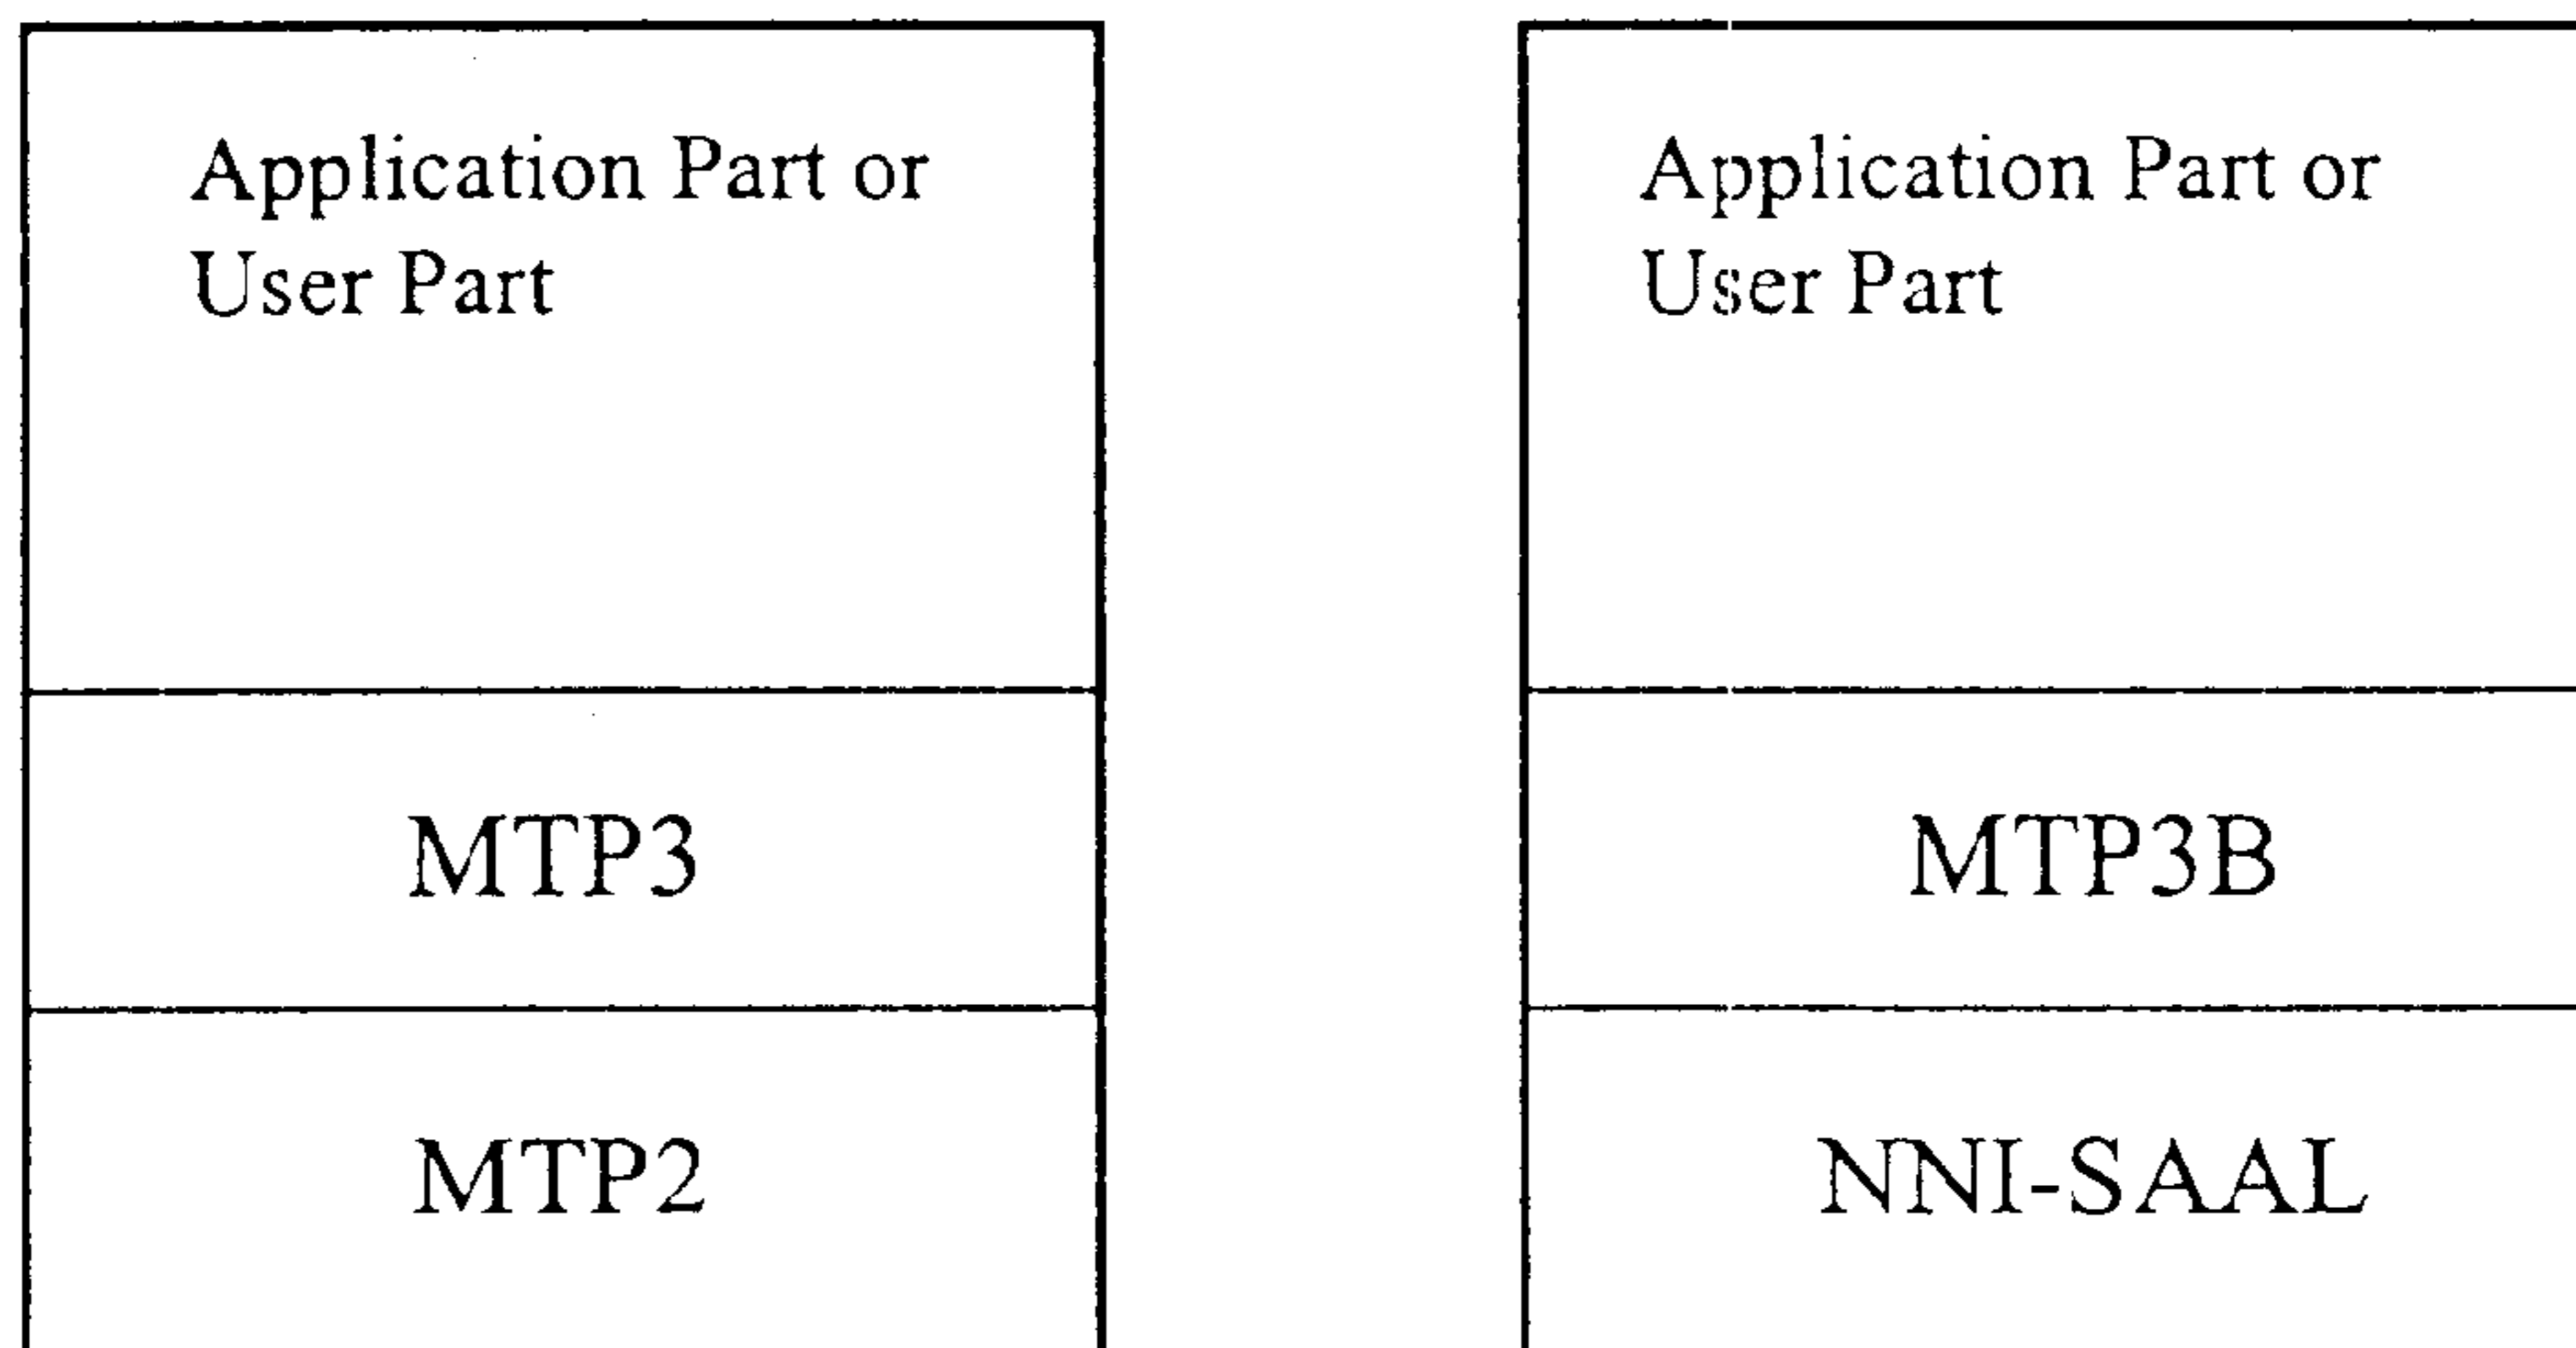 Application Part or
User Part
MTP3
MTP2
Application Part or
User Part
MTP3B
NNI-SAAL